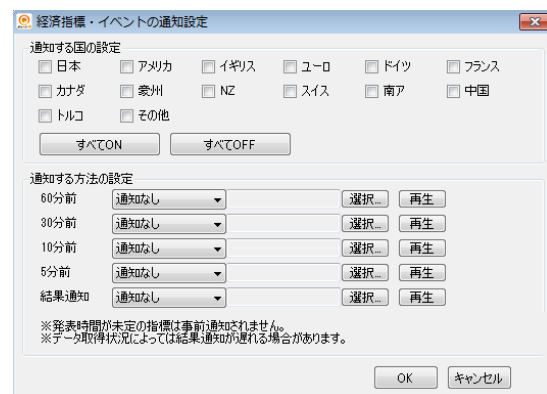 経済指標・イベントの通知設定
通知する国の設定
日本 アメリカ イギリス ユーロ ドイツ フランス
カナダ 豪州 NZ スイス 南ア 中国
トルコ その他
すべてON すべてOFF
通知する方法の設定
60分前 通知なし 選択... 再生
30分前 通知なし 選択... 再生
10分前 通知なし 選択... 再生
5分前 通知なし 選択... 再生
結果通知 通知なし 選択... 再生
※発表時間が未定の指標は事前通知されません。
※データ取得状況によっては結果通知が遅れる場合があります。
OK キャンセル